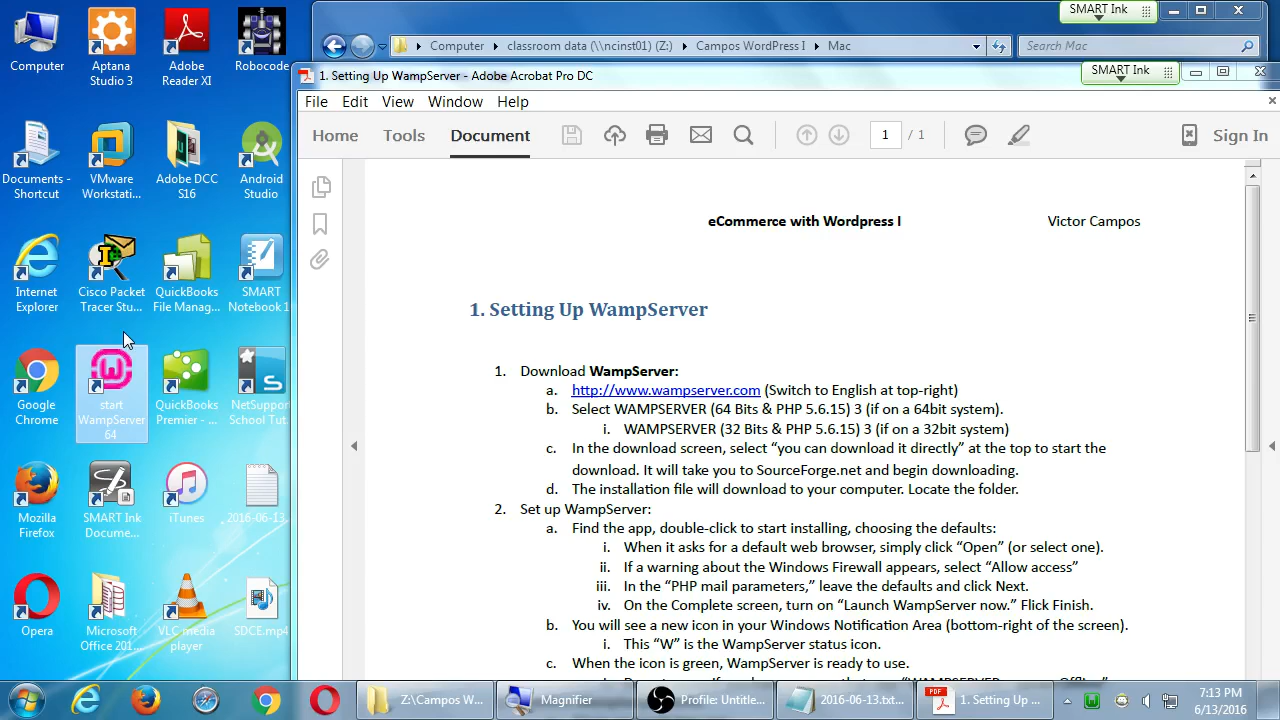 SMART Ink
Computer
classroom data (\\ncinst01) (Z:)
Campos WordPress I
Mac
Search Mac
1. Setting Up WampServer - Adobe Acrobat Pro DC
SMART Ink
File Edit View Window Help
Home Tools Document
1 / 1
Sign In
eCommerce with Wordpress I
Victor Campos
1. Setting Up WampServer
1. Download WampServer:
a. http://www.wampserver.com (Switch to English at top-right)
b. Select WAMPSERVER (64 Bits & PHP 5.6.15) 3 (if on a 64bit system).
i. WAMPSERVER (32 Bits & PHP 5.6.15) 3 (if on a 32bit system)
c. In the download screen, select “you can download it directly” at the top to start the
download. It will take you to SourceForge.net and begin downloading.
d. The installation file will download to your computer. Locate the folder.
2. Set up WampServer:
a. Find the app, double-click to start installing, choosing the defaults:
i. When it asks for a default web browser, simply click “Open” (or select one).
ii. If a warning about the Windows Firewall appears, select “Allow access”
iii. In the “PHP mail parameters,” leave the defaults and click Next.
iv. On the Complete screen, turn on “Launch WampServer now.” Flick Finish.
b. You will see a new icon in your Windows Notification Area (bottom-right of the screen).
i. This “W” is the WampServer status icon.
c. When the icon is green, WampServer is ready to use.
Computer
Aptana
Studio 3
Adobe
Reader XI
Robocode
Documents -
Shortcut
VMware
Workstati...
Adobe DCC
S16
Android
Studio
Internet
Explorer
Cisco Packet
Tracer Stu...
QuickBooks
File Manag...
SMART
Notebook 1
Google
Chrome
start
WampServer
64
QuickBooks
Premier - ...
NetSupport
School Tut.
Mozilla
Firefox
SMART Ink
Docume...
iTunes
2016-06-13.
Opera
Microsoft
Office 201...
VLC media
player
SDCE.mp4
Z:\Campos W...
Magnifier
Profile: Untitle...
2016-06-13.txt...
PDF
1. Setting Up ...
7:13 PM
6/13/2016